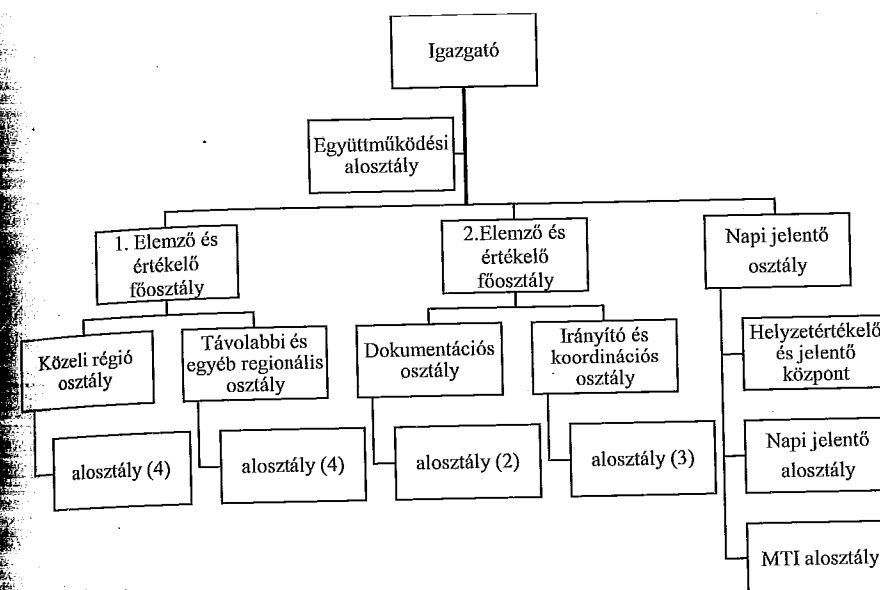 Igazgató
Együttműködési
alosztály
1. Elemző és
értékelő
főosztály
2.Elemző és
értékelő
főosztály
Napi jelentő
osztály
Közeli régió
osztály
Távolabbi és
egyéb regionális
osztály
Dokumentációs
osztály
Irányító és
koordinációs
osztály
Helyzetértékelő
és jelentő
központ
alosztály (4)
alosztály (4)
alosztály (2)
alosztály (3)
Napi jelentő
alosztály
MTI alosztály